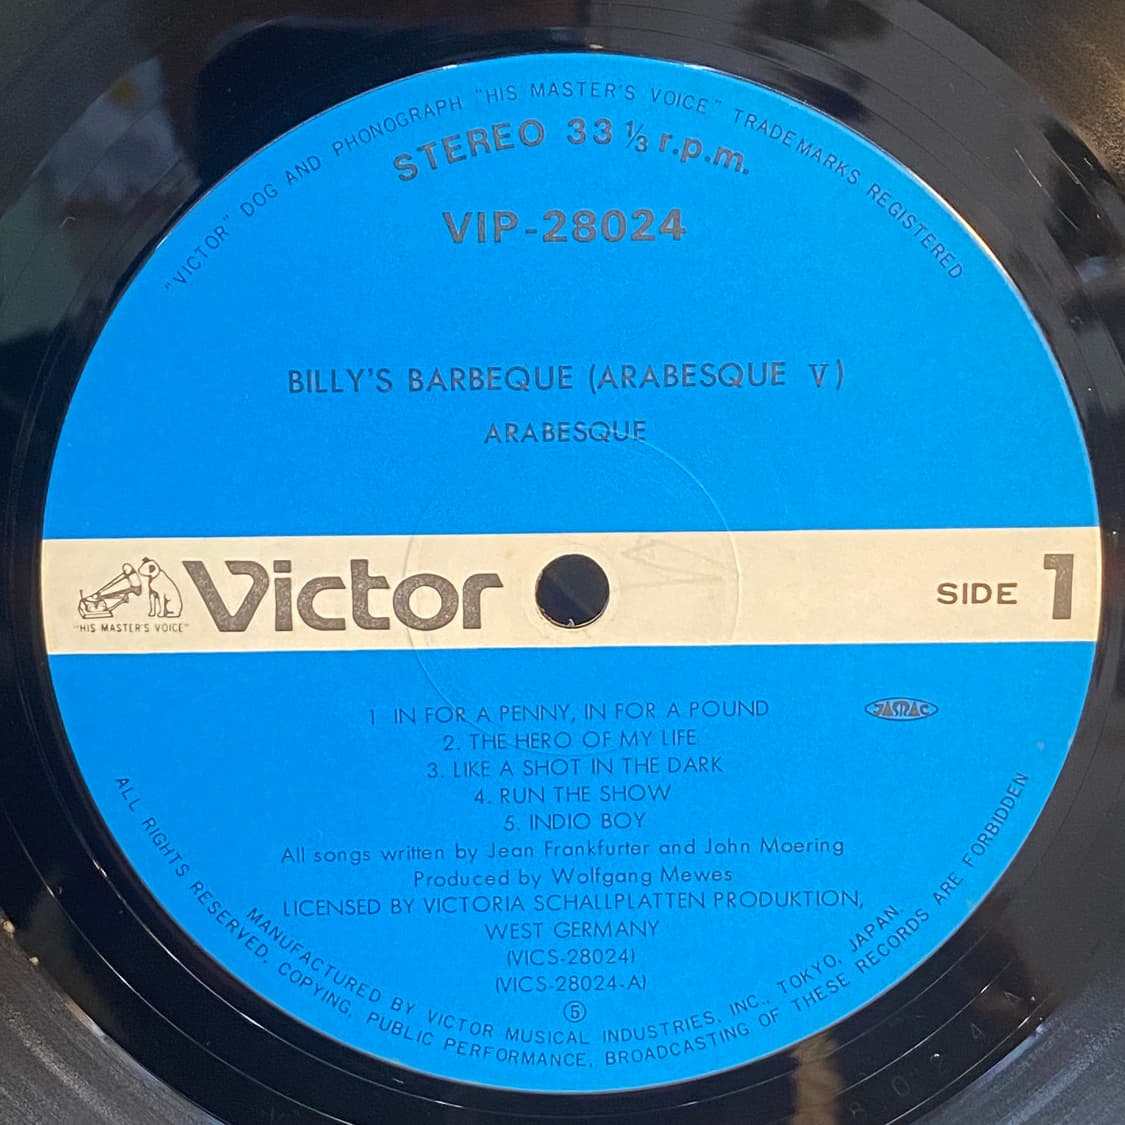 "VICTOR" DOG AND PHONOGRAPH "HIS MASTER'S VOICE" TRADE MARKS REGISTERED
STEREO 33 1/3 r.p.m.
VIP-28024
BILLY'S BARBEQUE (ARABESQUE V)
ARABESQUE
"HIS MASTER'S VOICE"
Victor
SIDE 1
1 IN FOR A PENNY, IN FOR A POUND
JASRAC
2. THE HERO OF MY LIFE
3. LIKE A SHOT IN THE DARK
4. RUN THE SHOW
5. INDIO BOY
All songs written by Jean Frankfurter and John Moering
Produced by Wolfgang Mewes
LICENSED BY VICTORIA SCHALLPLATTEN PRODUKTION,
WEST GERMANY
(VICS-28024)
(VICS-28024-A)
⑤
MANUFACTURED BY VICTOR MUSICAL INDUSTRIES, INC., TOKYO, JAPAN.
ALL RIGHTS RESERVED. COPYING, PUBLIC PERFORMANCE, BROADCASTING OF THESE RECORDS ARE FORBIDDEN